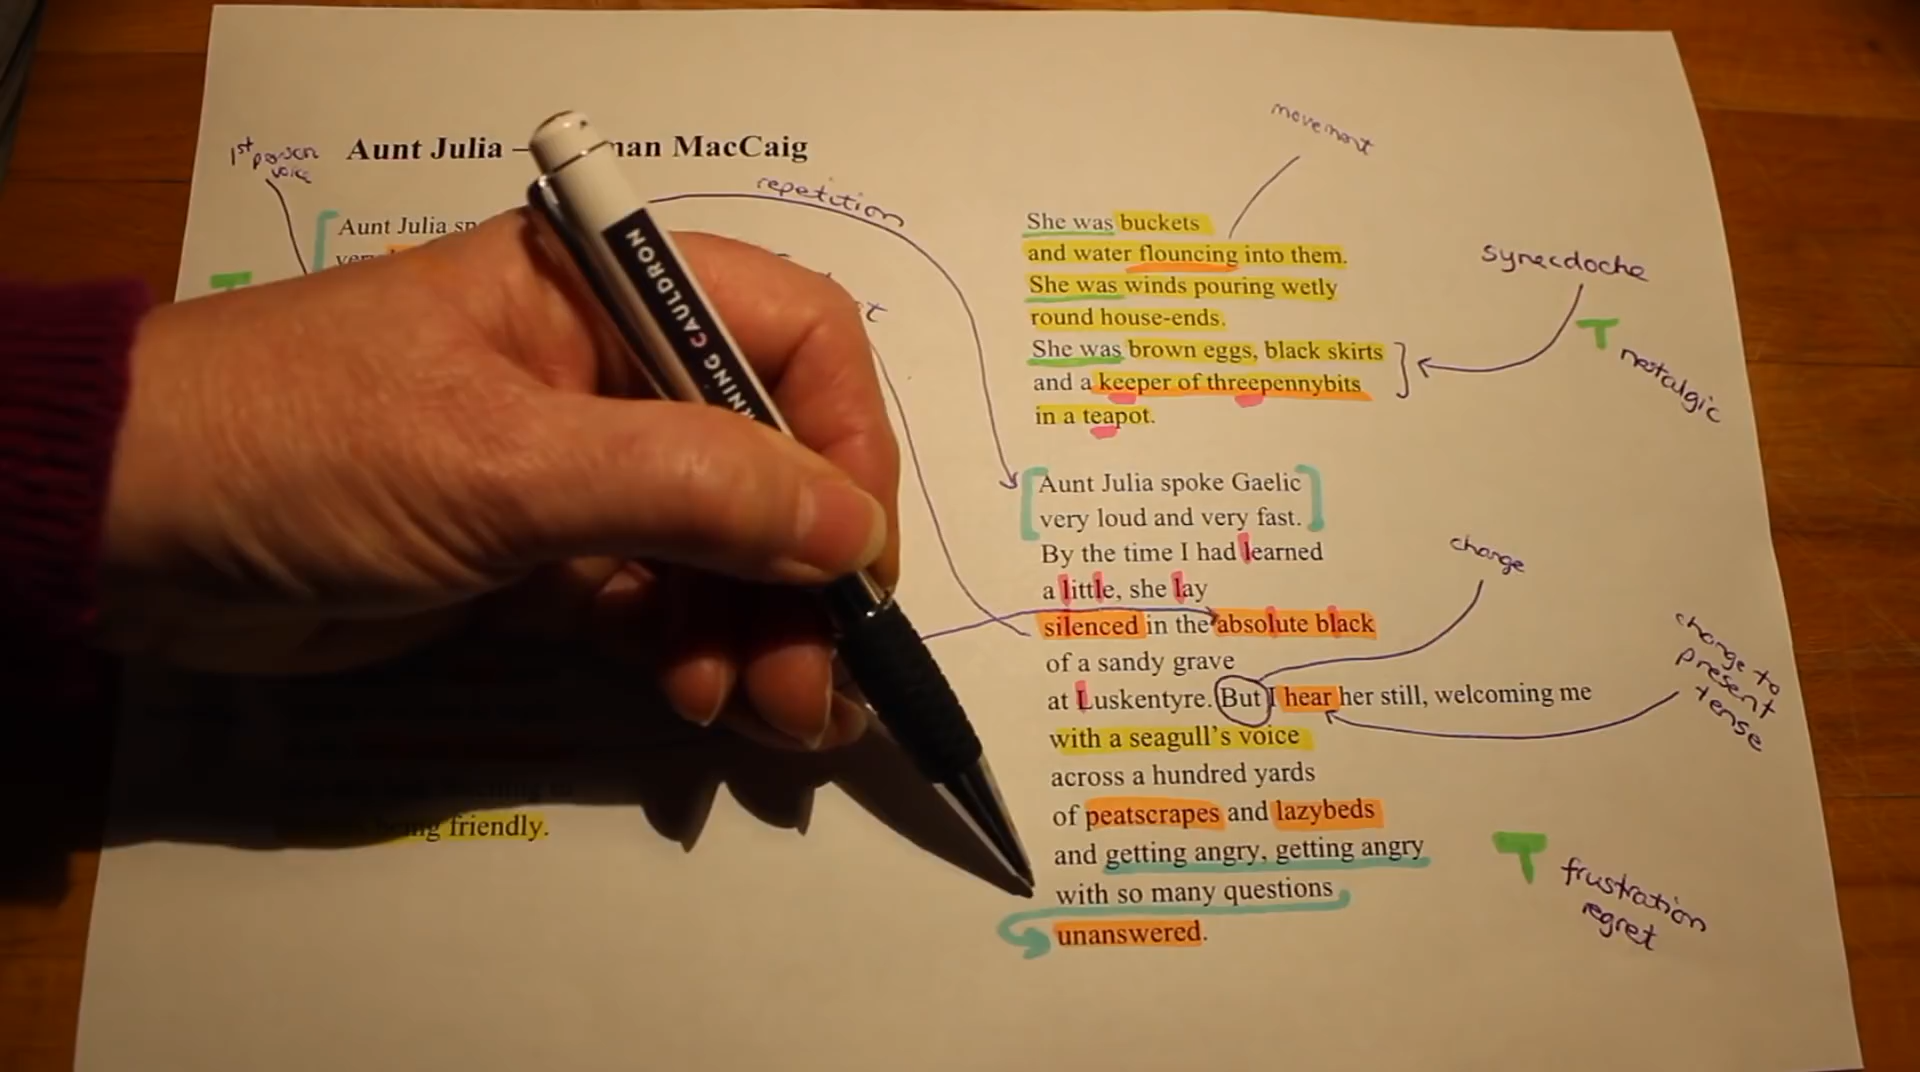 Aunt Julia – man MacCaig
1st person
voice
repetition
Aunt Julia sp
very
being friendly.
NING CAULDRON
movement
She was buckets
and water flouncing into them.
She was winds pouring wetly
round house-ends.
She was brown eggs, black skirts
and a keeper of threepennybits
in a teapot.
synecdoche
T
nostalgic
Aunt Julia spoke Gaelic
very loud and very fast.
By the time I had learned
a little, she lay
silenced in the absolute black
of a sandy grave
at Luskentyre. But I hear her still, welcoming me
with a seagull's voice
across a hundred yards
of peatscrapes and lazybeds
and getting angry, getting angry
with so many questions
unanswered.
change
change to
present
tense
T
frustration
regret